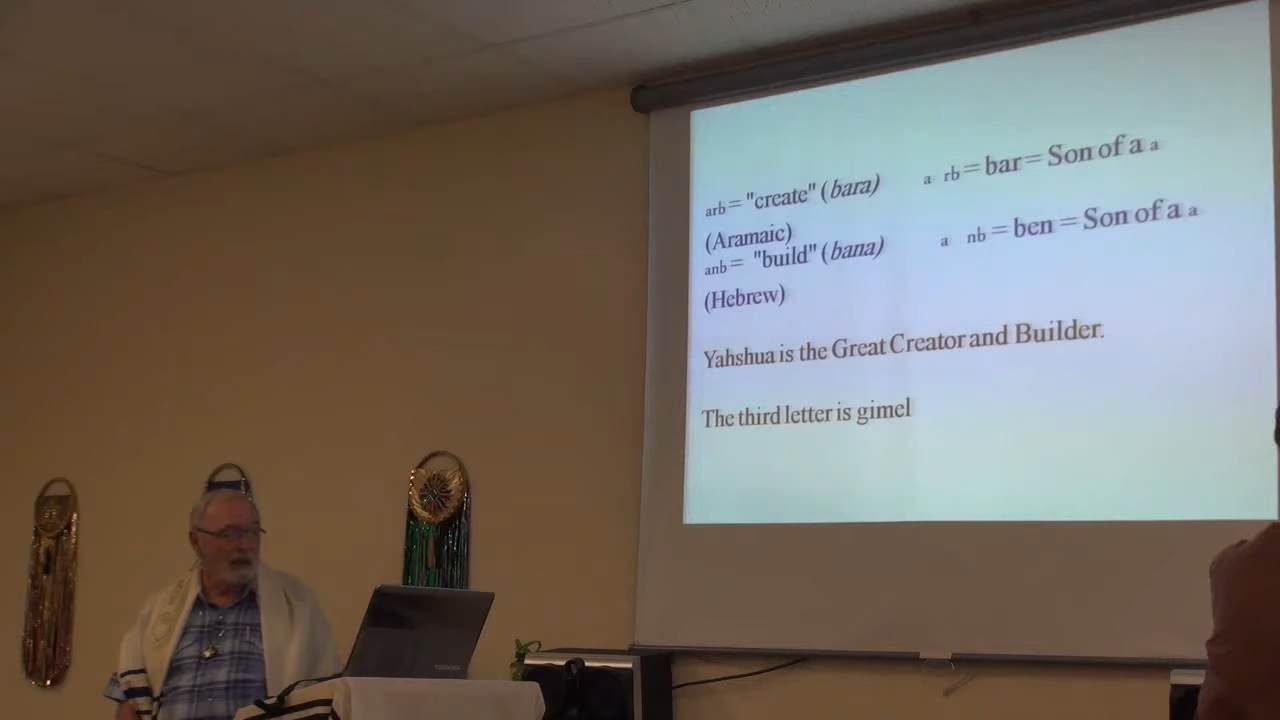 arb = "create" (bara) a rb = bar = Son of a a
(Aramaic)
anb = "build" (bana) a nb = ben = Son of a a
(Hebrew)
Yahshua is the Great Creator and Builder.
The third letter is gimel
TOSHIBA